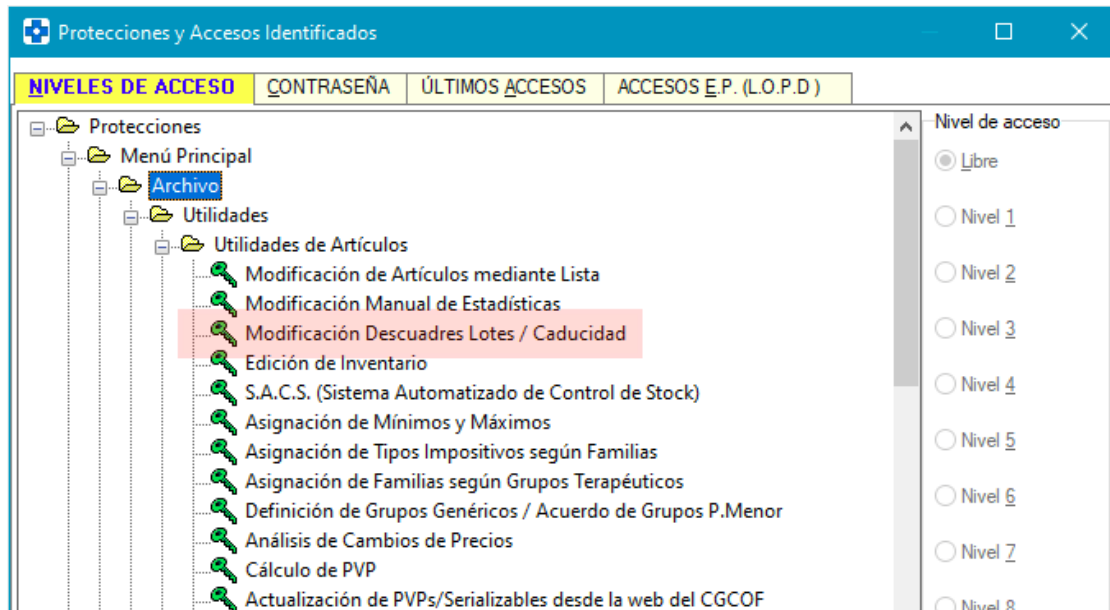 Protecciones y Accesos Identificados
NIVELES DE ACCESO
CONTRASEÑA
ÚLTIMOS ACCESOS
ACCESOS E.P. (L.O.P.D )
Protecciones
Menú Principal
Archivo
Utilidades
Utilidades de Artículos
Modificación de Artículos mediante Lista
Modificación Manual de Estadísticas
Modificación Descuadres Lotes / Caducidad
Edición de Inventario
S.A.C.S. (Sistema Automatizado de Control de Stock)
Asignación de Mínimos y Máximos
Asignación de Tipos Impositivos según Familias
Asignación de Familias según Grupos Terapéuticos
Definición de Grupos Genéricos / Acuerdo de Grupos P.Menor
Análisis de Cambios de Precios
Cálculo de PVP
Actualización de PVPs/Serializables desde la web del CGCOF
Nivel de acceso
Libre
Nivel 1
Nivel 2
Nivel 3
Nivel 4
Nivel 5
Nivel 6
Nivel 7
Nivel 8